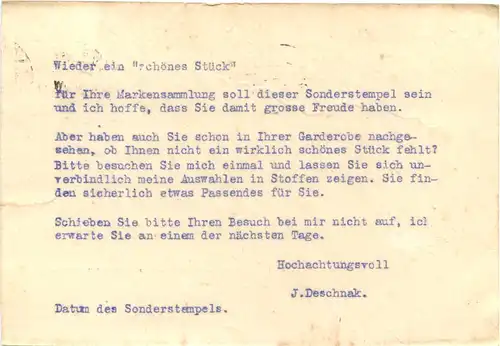 Wieder ein "schönes Stück"
Für Ihre Markensammlung soll dieser Sonderstempel sein
und ich hoffe, dass Sie damit grosse Freude haben.
Aber haben auch Sie schon in Ihrer Garderobe nachge-
sehen, ob Ihnen nicht ein wirklich schönes Stück fehlt?
Bitte besuchen Sie mich einmal und lassen Sie sich un-
verbindlich meine Auswahlen in Stoffen zeigen. Sie fin-
den sicherlich etwas Passendes für Sie.
Schieben Sie bitte Ihren Besuch bei mir nicht auf, ich
erwarte Sie an einem der nächsten Tage.
Hochachtungsvoll
J.Deschnak.
Datum des Sonderstempels.